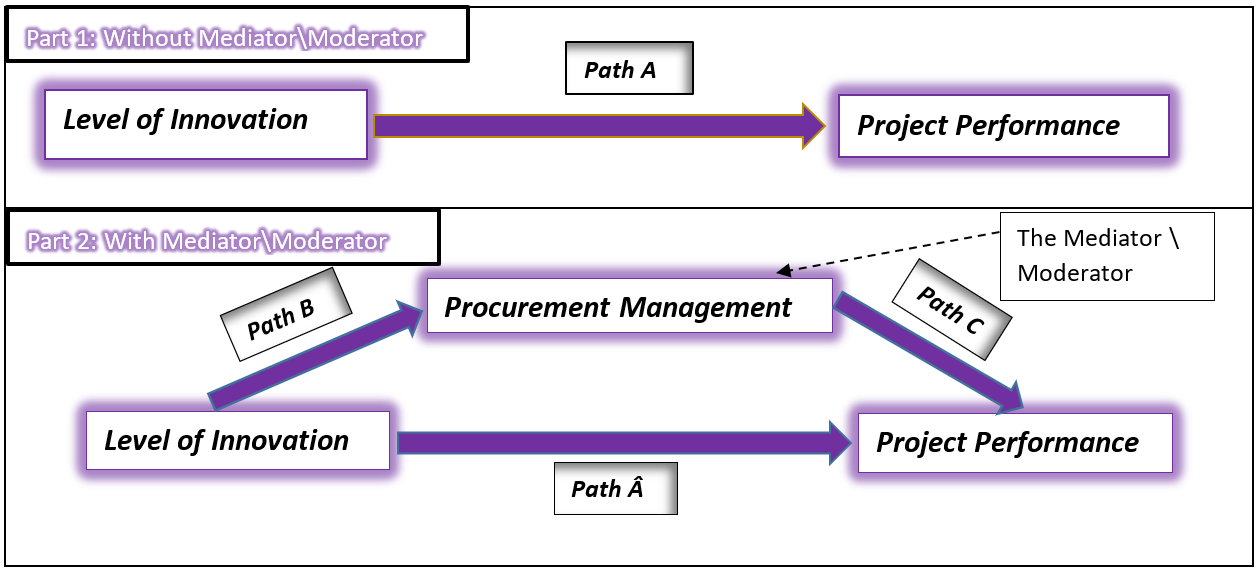 Part 1: Without Mediator\Moderator
Path A
Level of Innovation
Project Performance
Part 2: With Mediator\Moderator
The Mediator \
Moderator
Path B
Procurement Management
Path C
Level of Innovation
Project Performance
Path Â